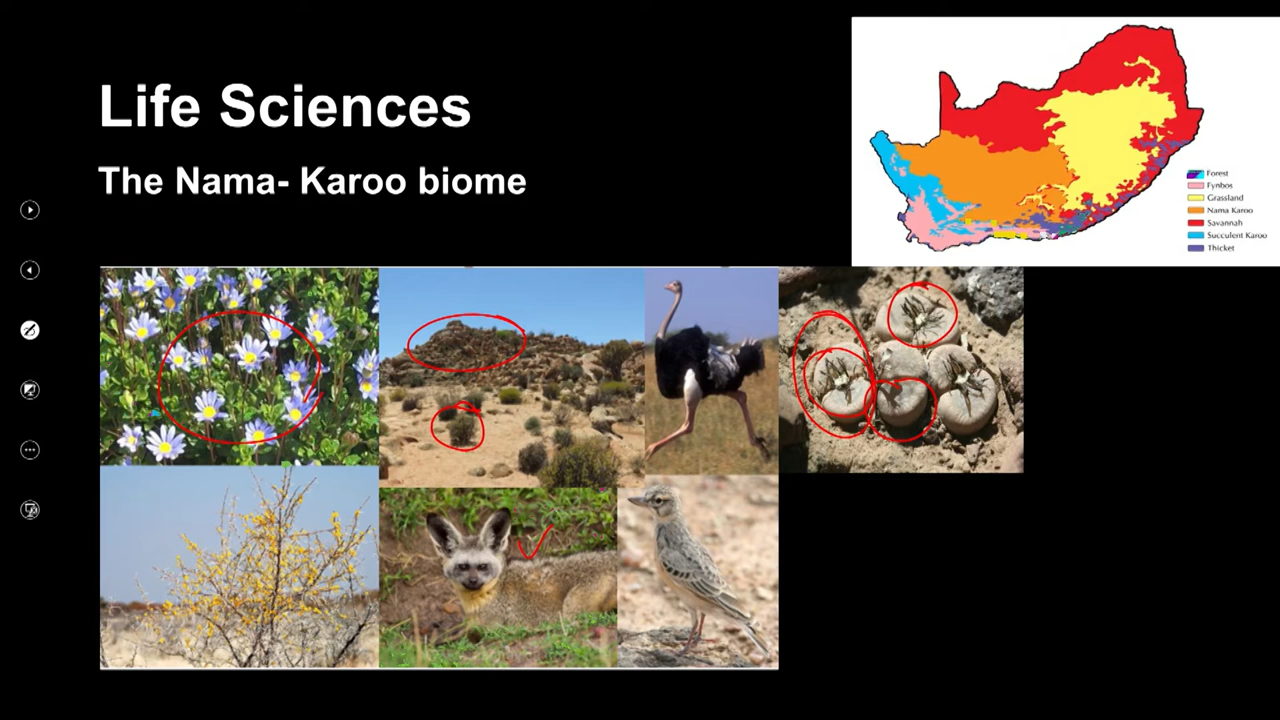 Life Sciences
The Nama- Karoo biome
Forest
Fynbos
Grassland
Nama Karoo
Savannah
Succulent Karoo
Thicket